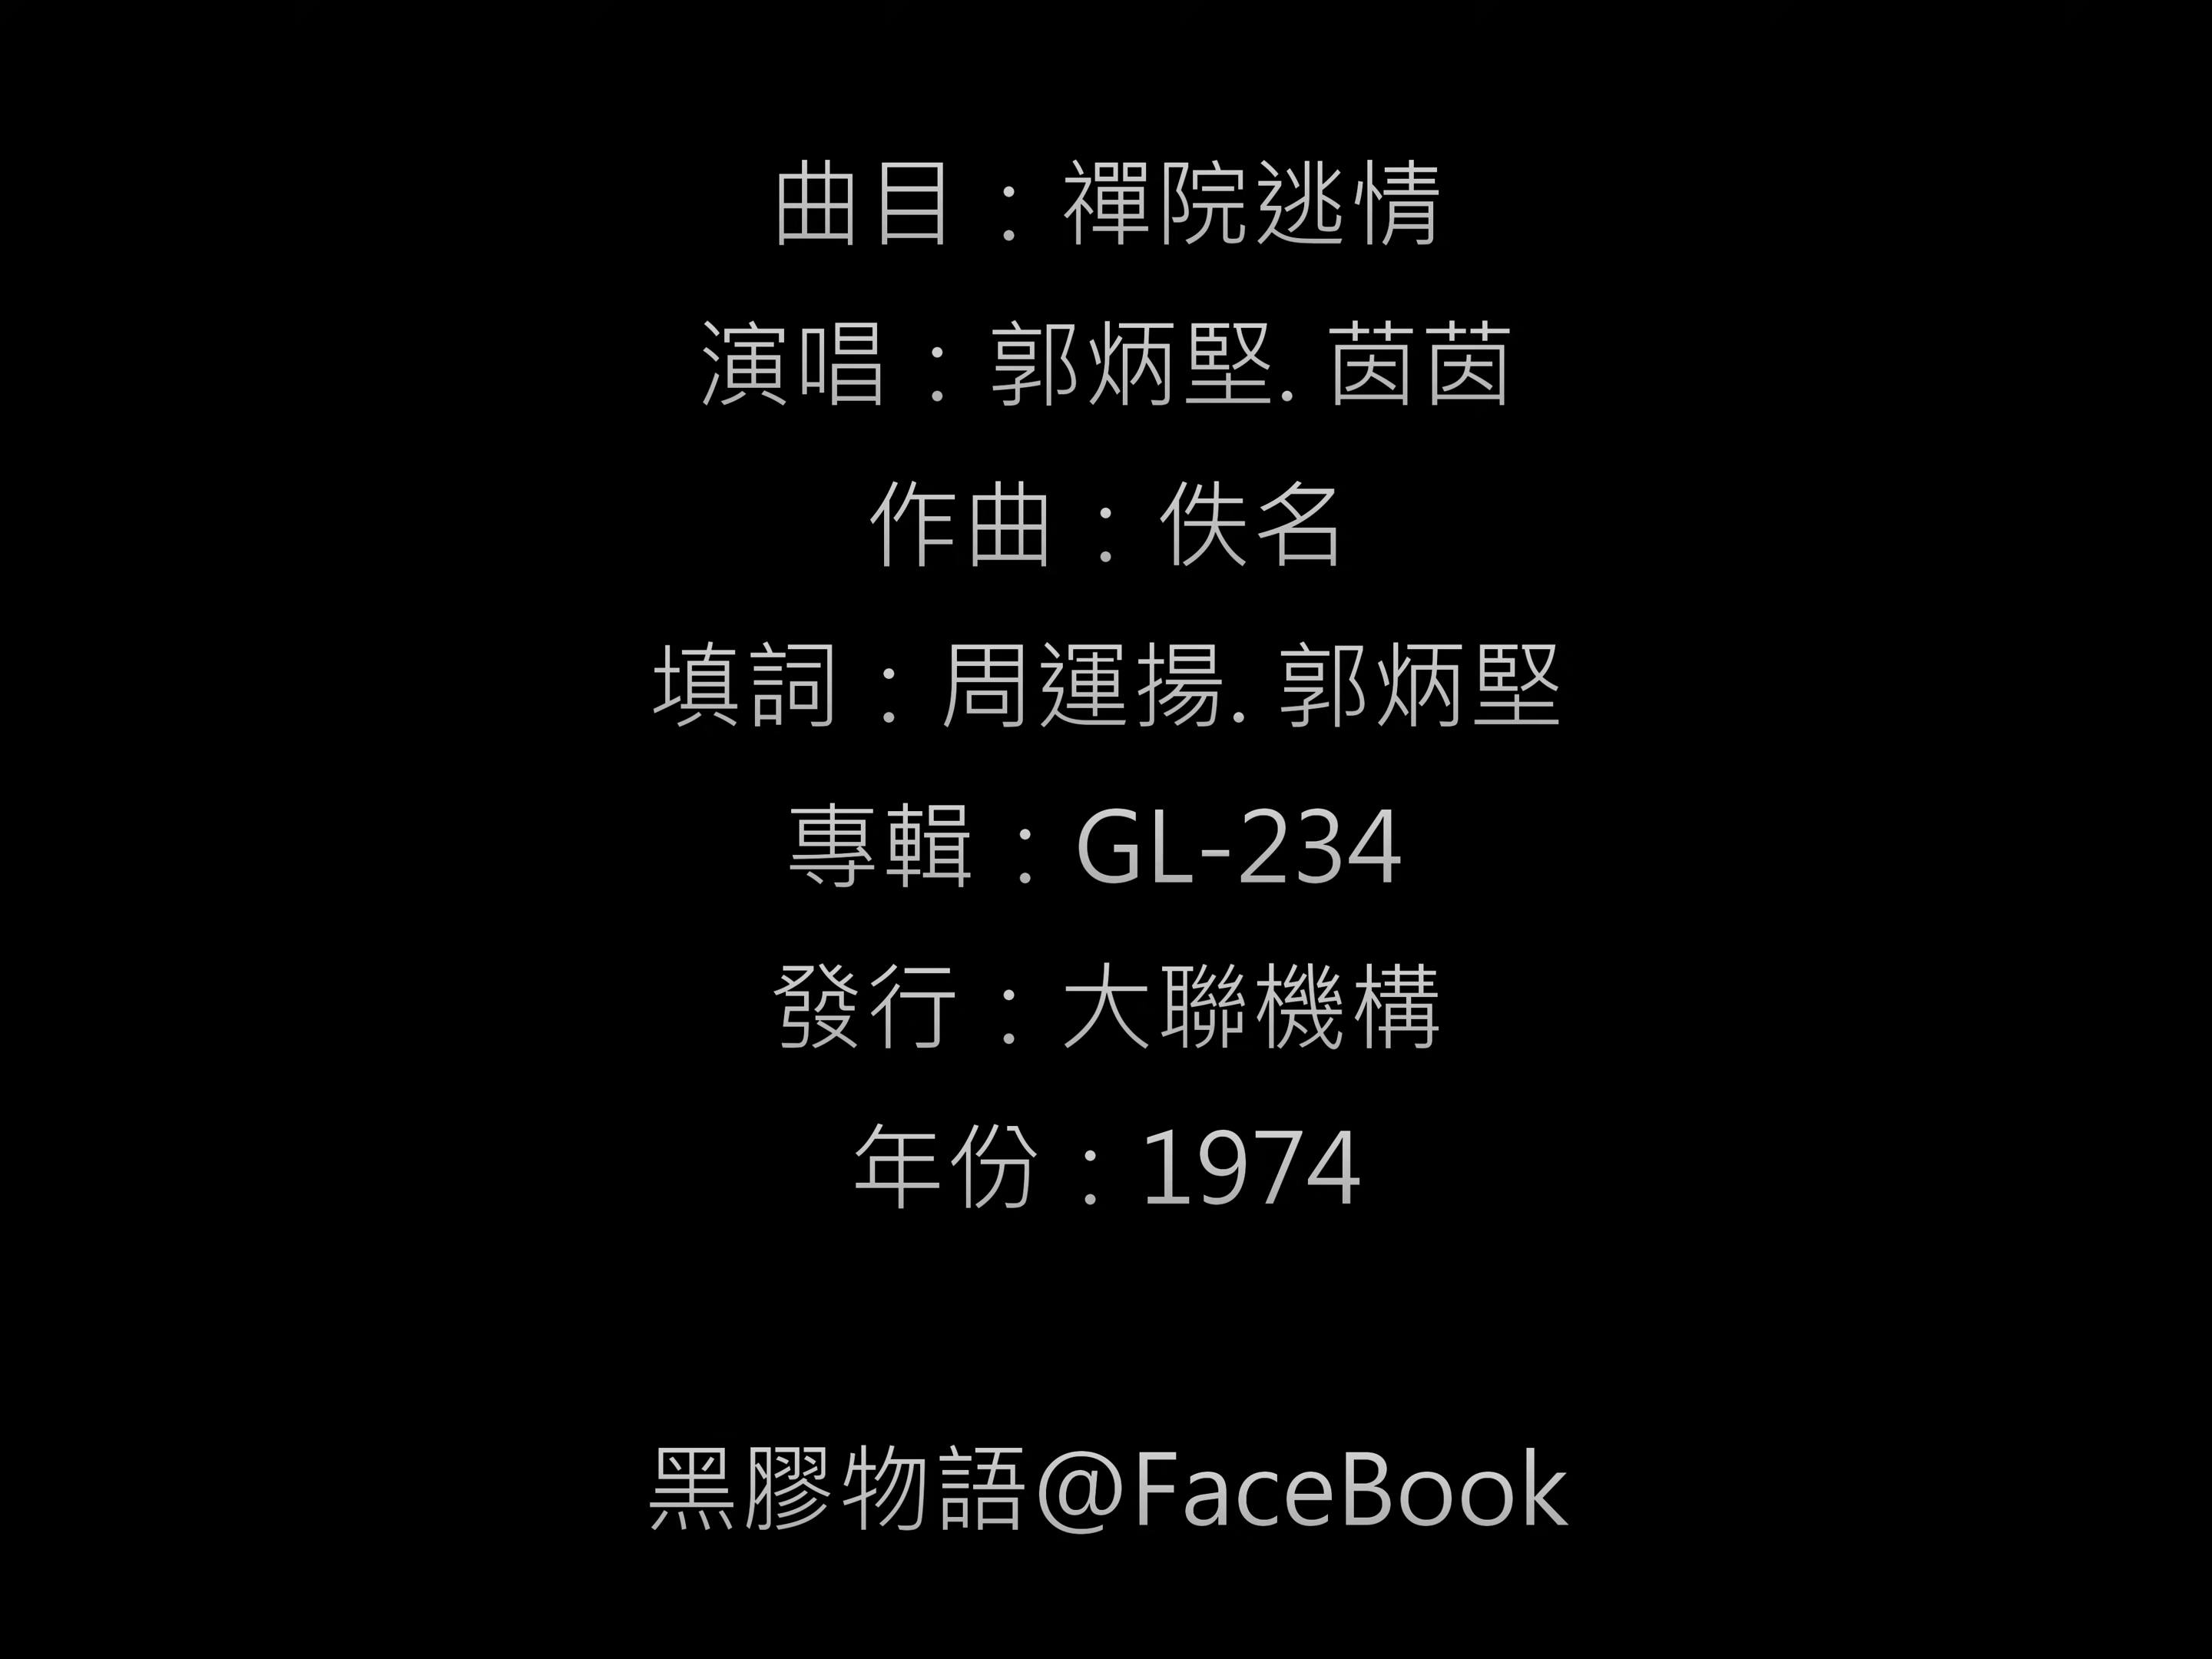 曲目：禪院逃情
演唱：郭炳堅.茵茵
作曲：佚名
填詞：周運揚.郭炳堅
專輯：GL-234
發行：大聯機構
年份：1974
黑膠物語@FaceBook